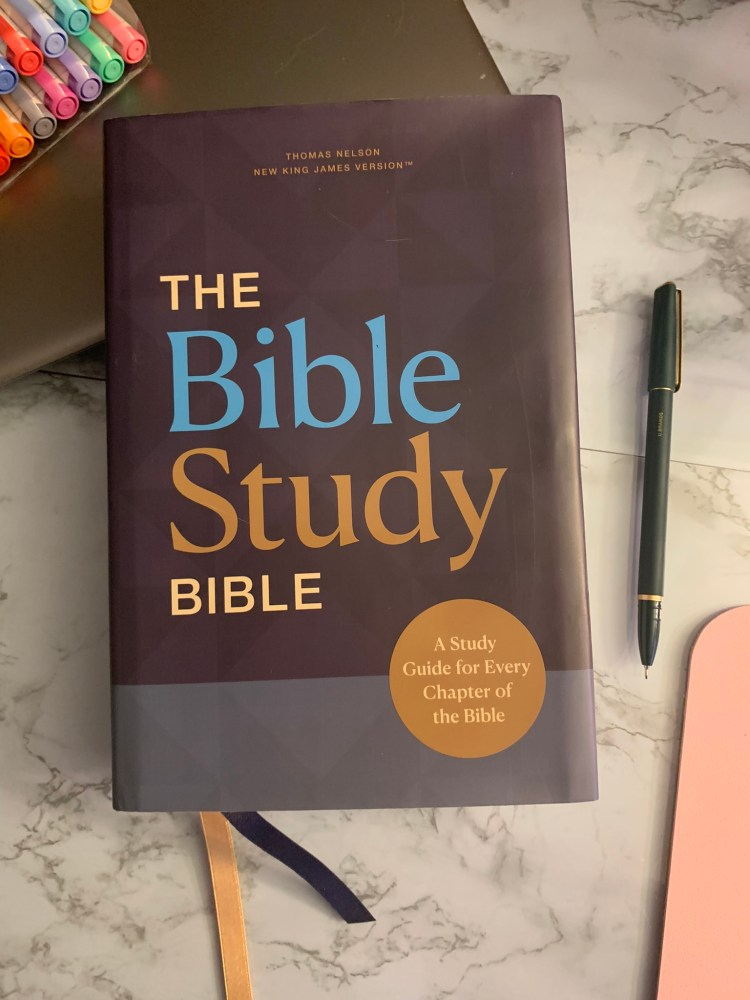 THOMAS NELSON
NEW KING JAMES VERSION™
THE
Bible
Study
BIBLE
A Study
Guide for Every
Chapter of
the Bible